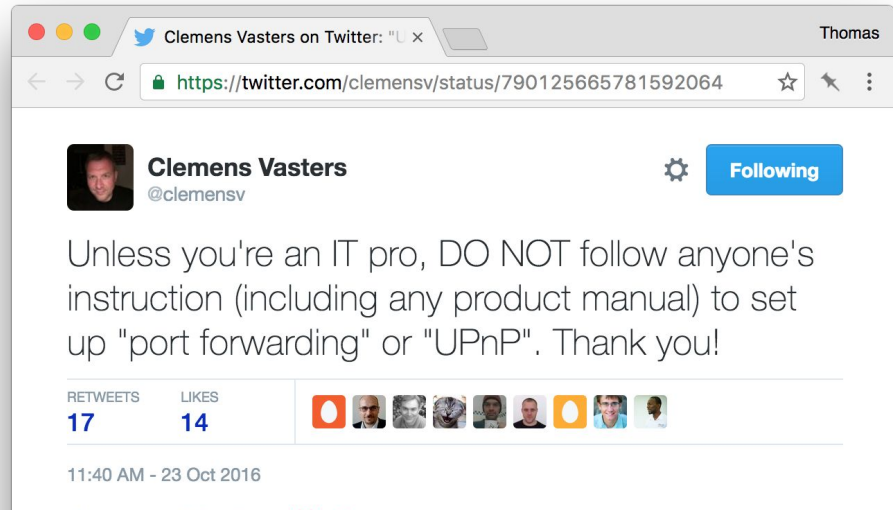 Clemens Vasters on Twitter: "U
Thomas
https://twitter.com/clemensv/status/790125665781592064
Clemens Vasters
@clemensv
Following
Unless you're an IT pro, DO NOT follow anyone's
instruction (including any product manual) to set
up "port forwarding" or "UPnP". Thank you!
RETWEETS LIKES
17 14
11:40 AM - 23 Oct 2016